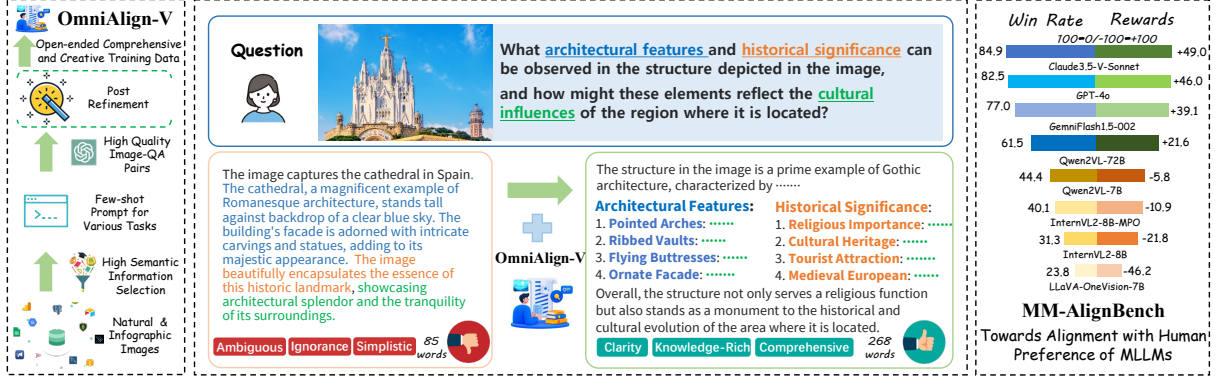 OmniAlign-V
Open-ended Comprehensive
and Creative Training Data
Post
Refinement
High Quality
Image-QA
Pairs
Few-shot
Prompt for
Various Tasks
High Semantic
Information
Selection
Natural &
Infographic
Images
Question
What architectural features and historical significance can
be observed in the structure depicted in the image,
and how might these elements reflect the cultural
influences of the region where it is located?
The image captures the cathedral in Spain.
The cathedral, a magnificent example of
Romanesque architecture, stands tall
against backdrop of a clear blue sky. The
building's facade is adorned with intricate
carvings and statues, adding to its
majestic appearance. The image
beautifully encapsulates the essence of
this historic landmark, showcasing
architectural splendor and the tranquility
of its surroundings.
Ambiguous Ignorance Simplistic
85
words
OmniAlign-V
The structure in the image is a prime example of Gothic
architecture, characterized by ·······
Architectural Features:
1. Pointed Arches: ······
2. Ribbed Vaults: ······
3. Flying Buttresses: ······
4. Ornate Facade: ·······
Historical Significance:
1. Religious Importance: ······
2. Cultural Heritage: ······
3. Tourist Attraction: ······
4. Medieval European: ······
Overall, the structure not only serves a religious function
but also stands as a monument to the historical and
cultural evolution of the area where it is located.
Clarity Knowledge-Rich Comprehensive
268
words
Win Rate Rewards
100=0/-100=+100
84.9 +49.0
Claude3.5-V-Sonnet
82.5 +46.0
GPT-4o
77.0 +39.1
GemniFlash1.5-002
61.5 +21.6
Qwen2VL-72B
44.4 -5.8
Qwen2VL-7B
40.1 -10.9
InternVL2-8B-MPO
31.3 -21.8
InternVL2-8B
23.8 -46.2
LLaVA-OneVision-7B
MM-AlignBench
Towards Alignment with Human
Preference of MLLMs